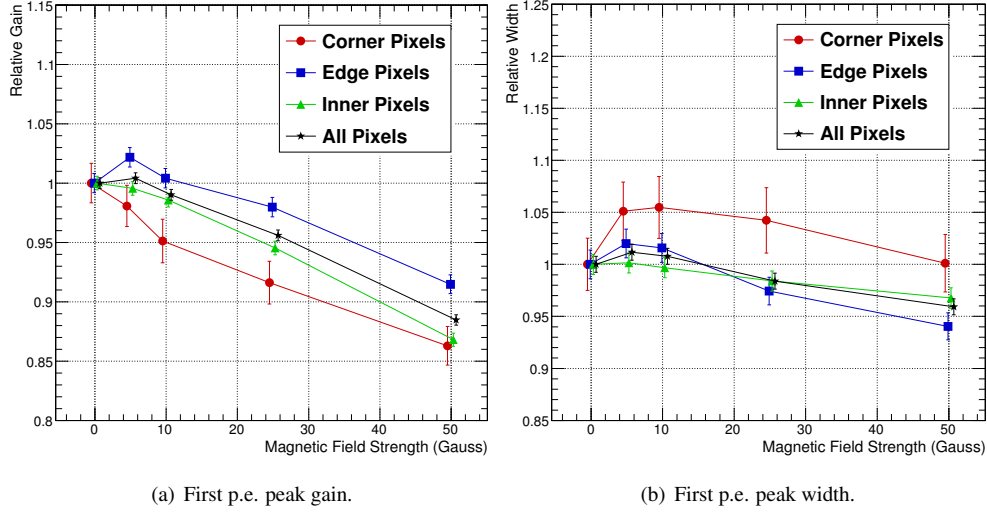 1.15
1.1
1.05
1
0.95
0.9
0.85
0.8
Relative Gain
Corner Pixels
Edge Pixels
Inner Pixels
All Pixels
0 10 20 30 40 50
Magnetic Field Strength (Gauss)
(a) First p.e. peak gain.
1.25
1.2
1.15
1.1
1.05
1
0.95
0.9
0.85
Relative Width
Corner Pixels
Edge Pixels
Inner Pixels
All Pixels
0 10 20 30 40 50
Magnetic Field Strength (Gauss)
(b) First p.e. peak width.